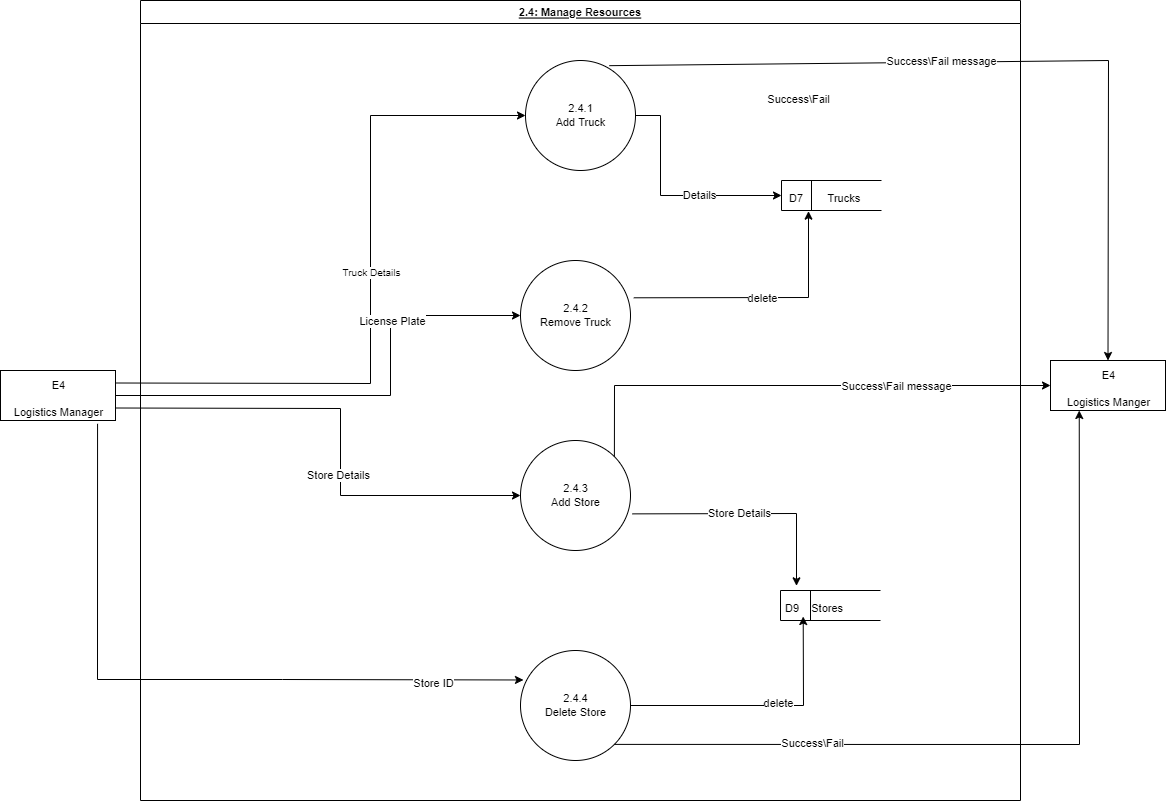 2.4: Manage Resources
Success\Fail message
Success\Fail
2.4.1
Add Truck
Details
D7
Trucks
Truck Details
delete
2.4.2
Remove Truck
License Plate
E4
Logistics Manager
E4
Logistics Manger
Success\Fail message
Store Details
2.4.3
Add Store
Store Details
D9
Stores
Store ID
2.4.4
Delete Store
delete
Success\Fail